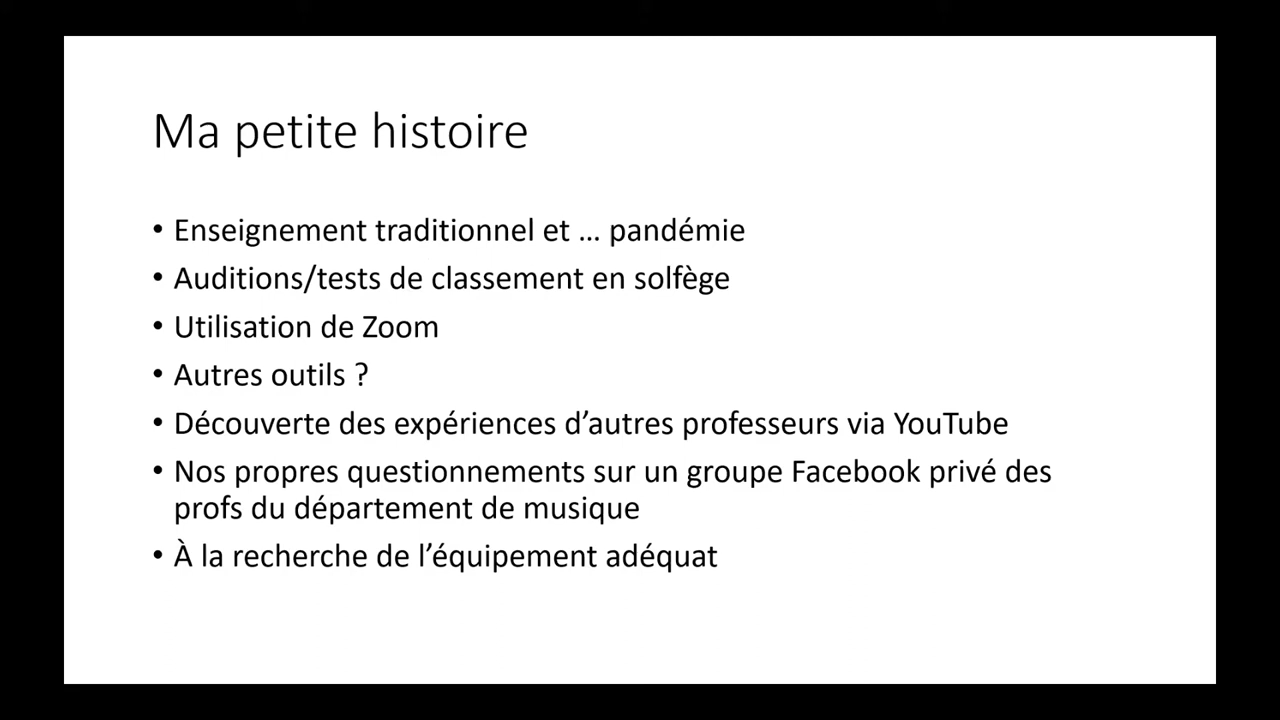 Ma petite histoire
• Enseignement traditionnel et … pandémie
• Auditions/tests de classement en solfège
• Utilisation de Zoom
• Autres outils ?
• Découverte des expériences d’autres professeurs via YouTube
• Nos propres questionnements sur un groupe Facebook privé des
profs du département de musique
• À la recherche de l’équipement adéquat